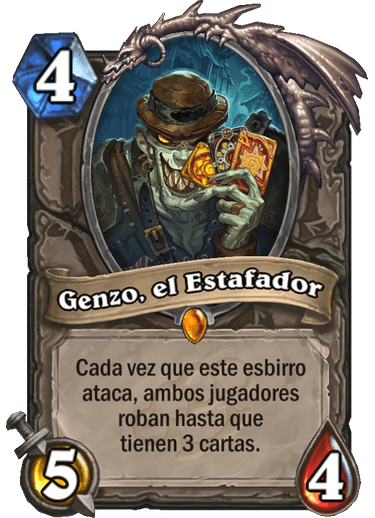 4
Genzo, el Estafador
Cada vez que este esbirro
ataca, ambos jugadores
roban hasta que
tienen 3 cartas.
5
4